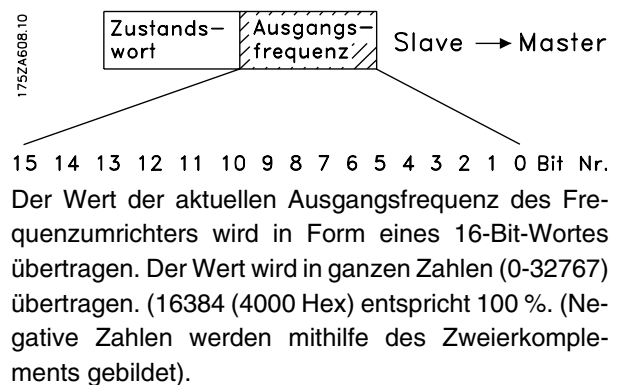 175ZA608.10
Zustands-
wort
Ausgangs-
frequenz
Slave → Master
15 14 13 12 11 10 9 8 7 6 5 4 3 2 1 0 Bit Nr.
Der Wert der aktuellen Ausgangsfrequenz des Fre-
quenzumrichters wird in Form eines 16-Bit-Wortes
übertragen. Der Wert wird in ganzen Zahlen (0-32767)
übertragen. (16384 (4000 Hex) entspricht 100 %. (Ne-
gative Zahlen werden mithilfe des Zweierkomple-
ments gebildet).